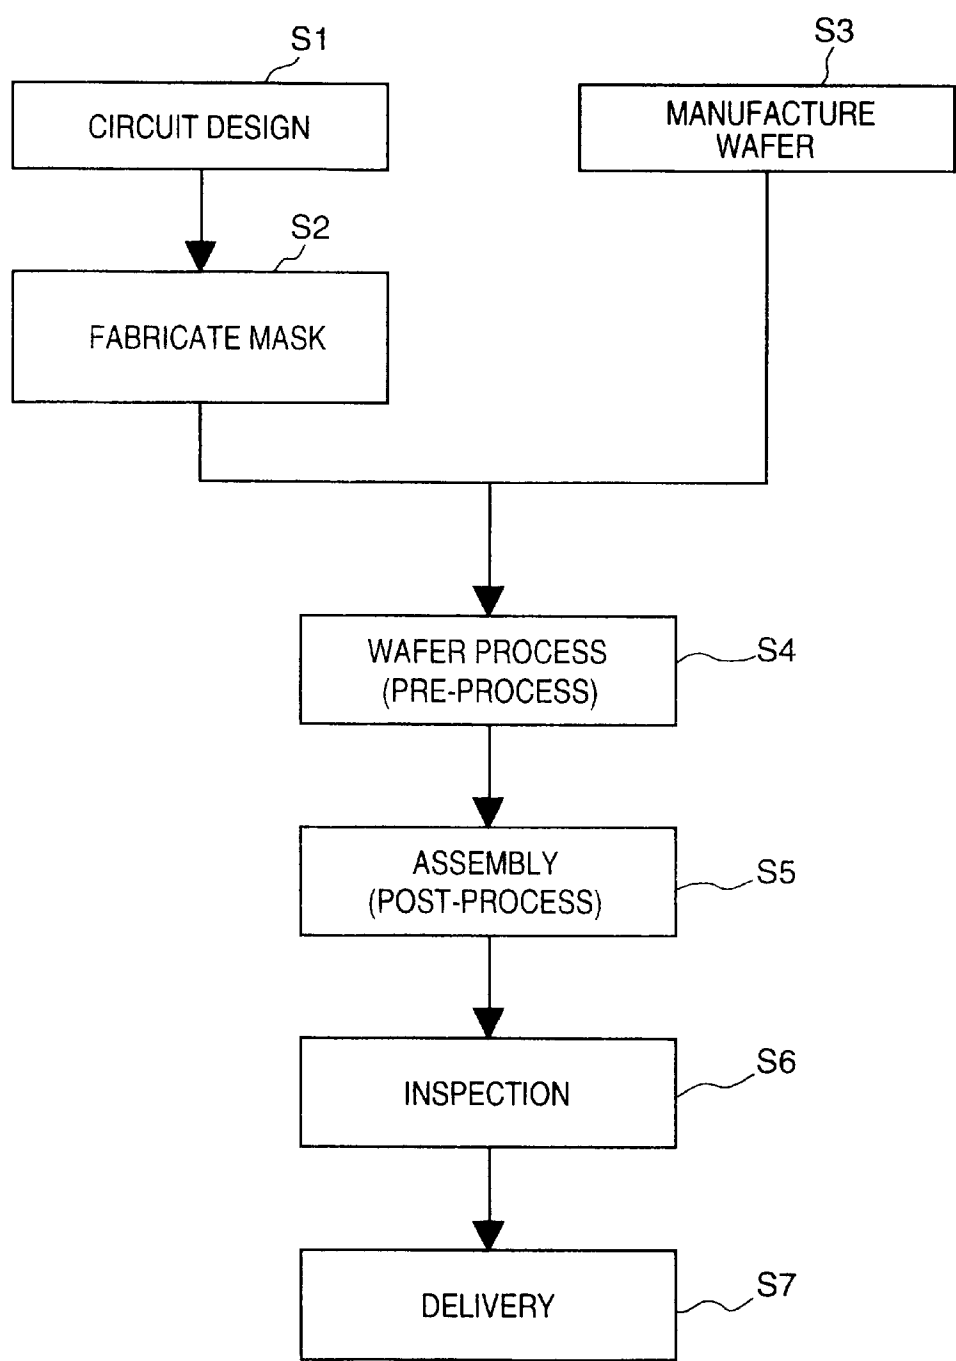 S1
CIRCUIT DESIGN
S3
MANUFACTURE
WAFER
S2
FABRICATE MASK
WAFER PROCESS
(PRE-PROCESS)
S4
ASSEMBLY
(POST-PROCESS)
S5
INSPECTION
S6
DELIVERY
S7